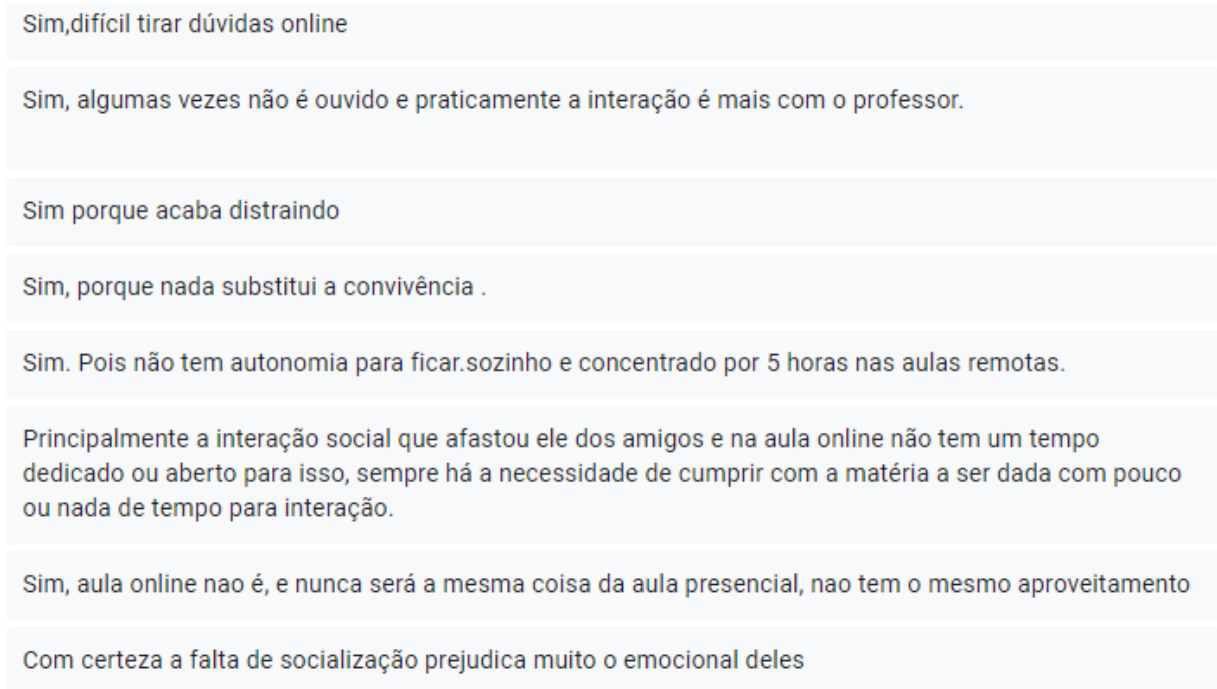 Sim,difícil tirar dúvidas online
Sim, algumas vezes não é ouvido e praticamente a interação é mais com o professor.
Sim porque acaba distraindo
Sim, porque nada substitui a convivência .
Sim. Pois não tem autonomia para ficar.sozinho e concentrado por 5 horas nas aulas remotas.
Principalmente a interação social que afastou ele dos amigos e na aula online não tem um tempo
dedicado ou aberto para isso, sempre há a necessidade de cumprir com a matéria a ser dada com pouco
ou nada de tempo para interação.
Sim, aula online nao é, e nunca será a mesma coisa da aula presencial, nao tem o mesmo aproveitamento
Com certeza a falta de socialização prejudica muito o emocional deles